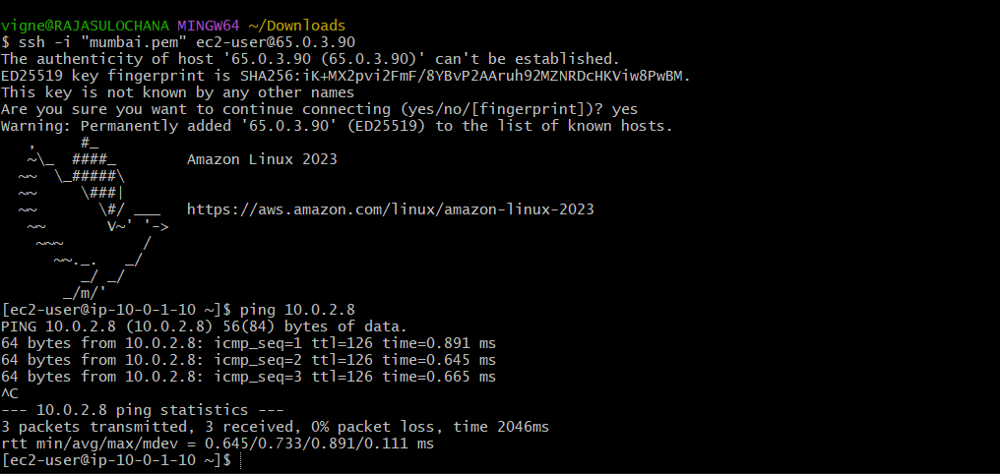 vigne@RAJASULOCHANA MINGW64 ~/Downloads
$ ssh -i "mumbai.pem" ec2-user@65.0.3.90
The authenticity of host '65.0.3.90 (65.0.3.90)' can't be established.
ED25519 key fingerprint is SHA256:iK+MX2pvi2FmF/8YBvP2AAruh92MZNRDcHKViw8PwBM.
This key is not known by any other names
Are you sure you want to continue connecting (yes/no/[fingerprint])? yes
Warning: Permanently added '65.0.3.90' (ED25519) to the list of known hosts.
   ,     #_
   ~\_  ####_        Amazon Linux 2023
  ~~  \_#####\
  ~~     \###|
  ~~       \#/ ___   https://aws.amazon.com/linux/amazon-linux-2023
   ~~       V~' '->
    ~~~         /
      ~~._.   _/
         _/ _/
       _/m/'
[ec2-user@ip-10-0-1-10 ~]$ ping 10.0.2.8
PING 10.0.2.8 (10.0.2.8) 56(84) bytes of data.
64 bytes from 10.0.2.8: icmp_seq=1 ttl=126 time=0.891 ms
64 bytes from 10.0.2.8: icmp_seq=2 ttl=126 time=0.645 ms
64 bytes from 10.0.2.8: icmp_seq=3 ttl=126 time=0.665 ms
^C
--- 10.0.2.8 ping statistics ---
3 packets transmitted, 3 received, 0% packet loss, time 2046ms
rtt min/avg/max/mdev = 0.645/0.733/0.891/0.111 ms
[ec2-user@ip-10-0-1-10 ~]$